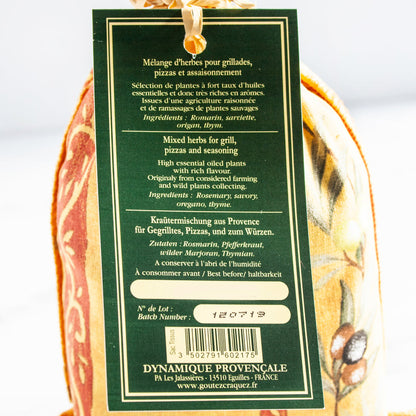 Mélange d'herbes pour grillades,
pizzas et assaisonnement
Sélection de plantes à fort taux d'huiles
essentielles et donc très riches en arômes.
Issues d'une agriculture raisonnée
et de ramassages de plantes sauvages
Ingrédients : Romarin, sarriette,
origan, thym.
Mixed herbs for grill,
pizzas and seasoning
High essential oiled plants
with rich flavour.
Originaly from considered farming
and wild plants collecting.
Ingredients : Rosemary, savory,
oregano, thyme.
Kraütermischung aus Provence
für Gegrilltes, Pizzas, und zum Würzen.
Zutaten : Rosmarin, Pfefferkraut,
wilder Marjoran, Thymian.
A conserver à l'abri de l'humidité
À consommer avant / Best before/ haltbarkeit
N° de Lot :
Batch Number : 120719
Sac Tissus
3 502791 602175
DYNAMIQUE PROVENÇALE
PA Les Jalassières - 13510 Eguilles - FRANCE
www.goutezcraquez.com